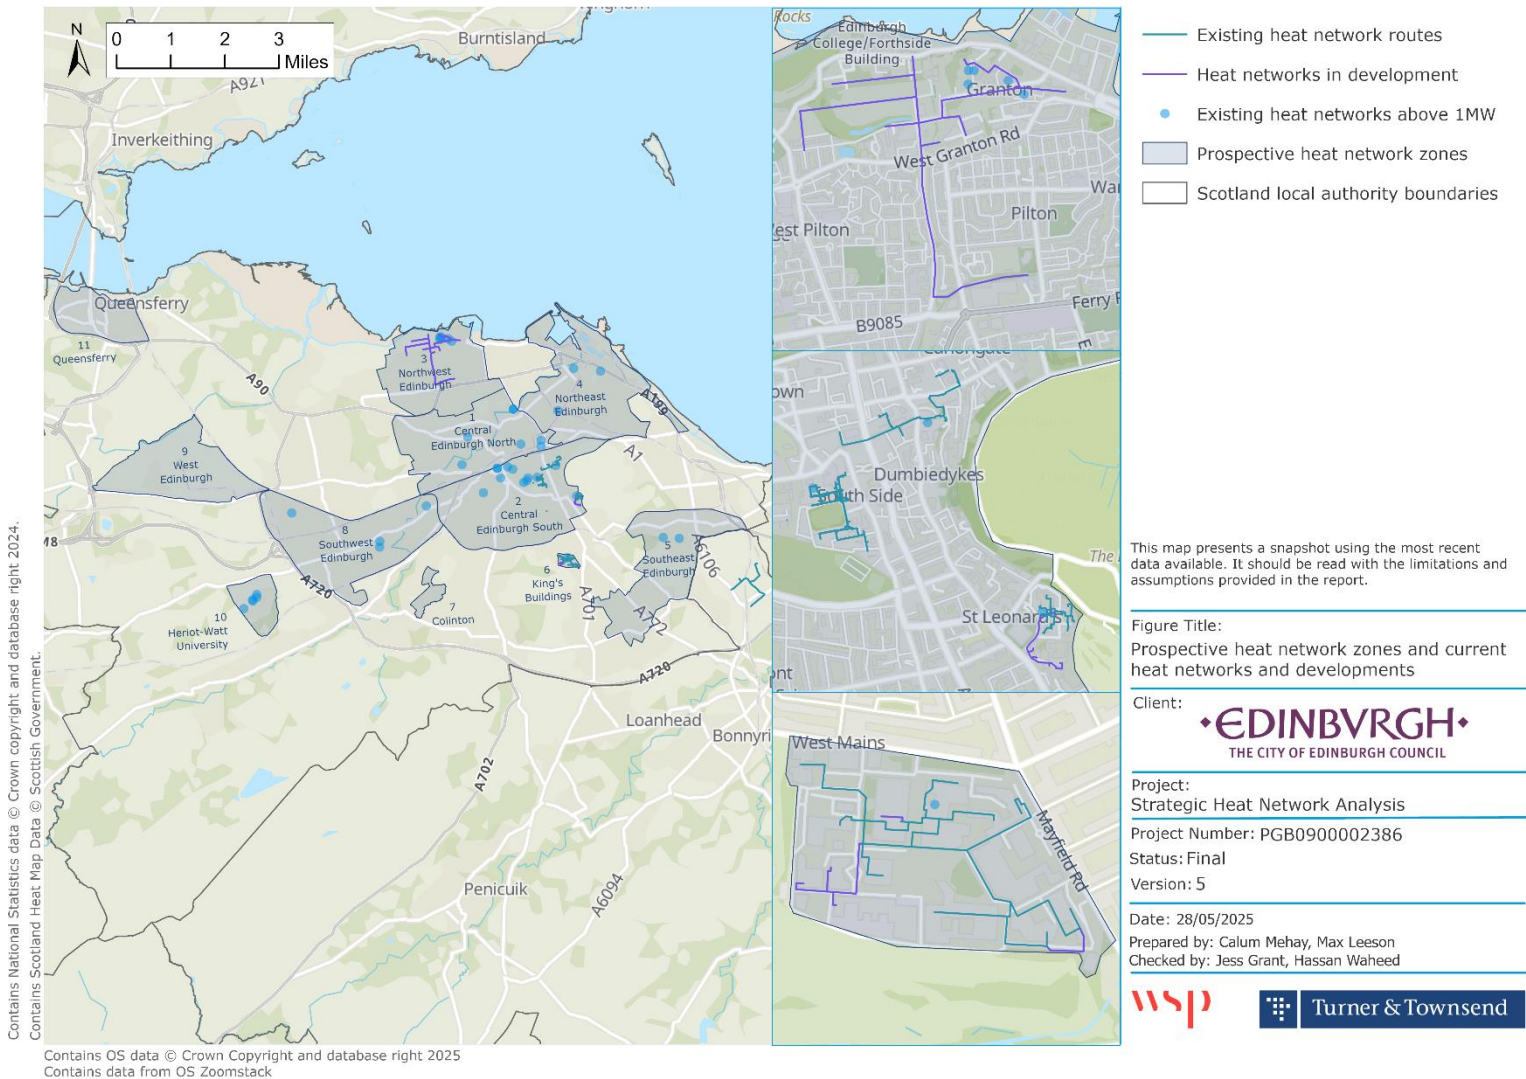 N
0 1 2 3
Miles
Burntisland
A921
Inverkeithing
Queensferry
11
Queensferry
A90
3
Northwest
Edinburgh
4
Northeast
Edinburgh
A199
1
Central
Edinburgh North
A1
9
West
Edinburgh
2
Central
Edinburgh South
8
Southwest
Edinburgh
M8
5
Southeast
Edinburgh
A6106
6
King's
Buildings
A720
A701
7
Colinton
A772
10
Heriot-Watt
University
A720
Loanhead
Bonnyri
A702
Penicuik
A6094
Rocks
Edinburgh
College/Forthside
Building
Granton
West Granton Rd
War
Pilton
est Pilton
Ferry R
B9085
Canongate
own
Dumbiedykes
South Side
The
St Leonard's
ont
West Mains
Mayfield Rd
Existing heat network routes
Heat networks in development
Existing heat networks above 1MW
Prospective heat network zones
Scotland local authority boundaries
This map presents a snapshot using the most recent
data available. It should be read with the limitations and
assumptions provided in the report.
Figure Title:
Prospective heat network zones and current
heat networks and developments
Client:
EDINBVRGH
THE CITY OF EDINBURGH COUNCIL
Project:
Strategic Heat Network Analysis
Project Number: PGB0900002386
Status: Final
Version: 5
Date: 28/05/2025
Prepared by: Calum Mehay, Max Leeson
Checked by: Jess Grant, Hassan Waheed
wsp
Turner & Townsend
Contains National Statistics data © Crown copyright and database right 2024.
Contains Scotland Heat Map Data © Scottish Government.
Contains OS data © Crown Copyright and database right 2025
Contains data from OS Zoomstack